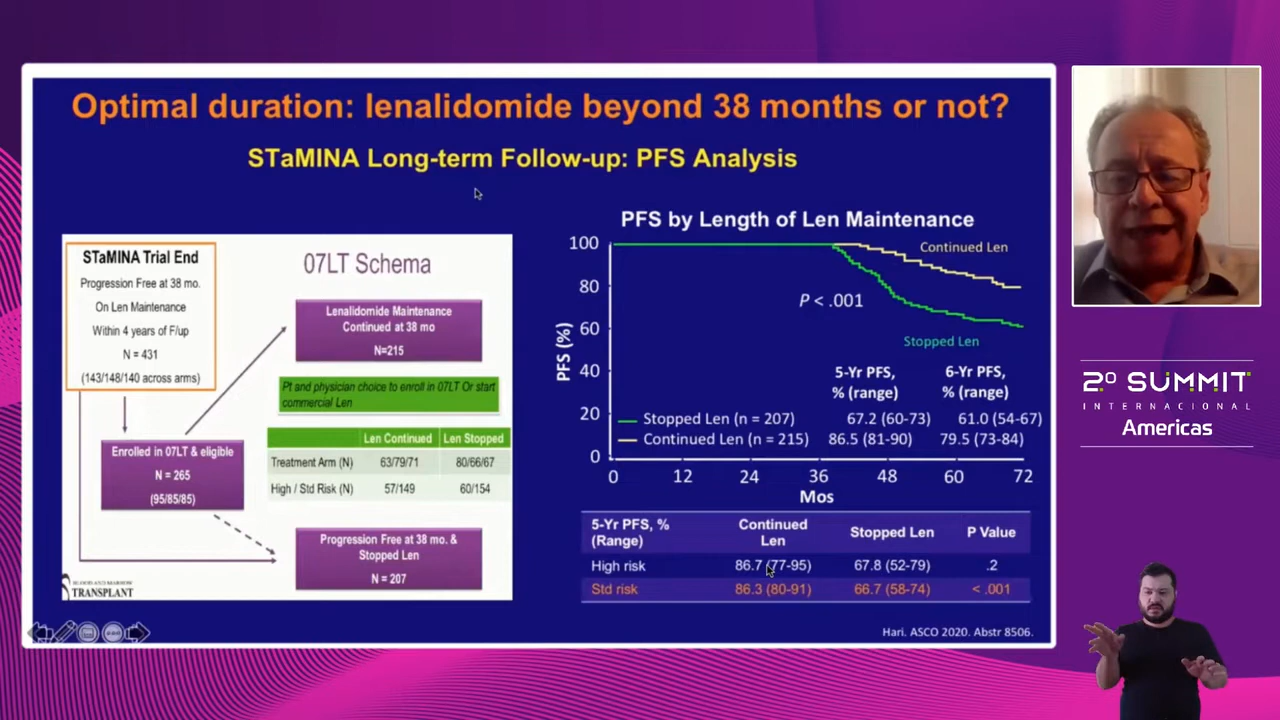 Optimal duration: lenalidomide beyond 38 months or not?
STaMINA Long-term Follow-up: PFS Analysis
STaMINA Trial End
Progression Free at 38 mo.
On Len Maintenance
Within 4 years of F/up
N = 431
(143/148/140 across arms)
07LT Schema
Lenalidomide Maintenance
Continued at 38 mo
N=215
Pt and physician choice to enroll in 07LT Or start
commercial Len
Enrolled in 07LT & eligible
N = 265
(95/85/85)
Len Continued Len Stopped
Treatment Arm (N) 63/79/71 80/66/67
High / Std Risk (N) 57/149 60/154
Progression Free at 38 mo. &
Stopped Len
N = 207
BLOOD AND MARROW
TRANSPLANT
PFS by Length of Len Maintenance
PFS (%)
100
80
60
40
20
0
Continued Len
P < .001
Stopped Len
5-Yr PFS, 6-Yr PFS,
% (range) % (range)
Stopped Len (n = 207) 67.2 (60-73) 61.0 (54-67)
Continued Len (n = 215) 86.5 (81-90) 79.5 (73-84)
0 12 24 36 48 60 72
Mos
5-Yr PFS, % (Range) Continued Len Stopped Len P Value
High risk 86.7 (77-95) 67.8 (52-79) .2
Std risk 86.3 (80-91) 66.7 (58-74) < .001
Hari. ASCO 2020. Abstr 8506.
2º SUMMIT
INTERNACIONAL
Americas